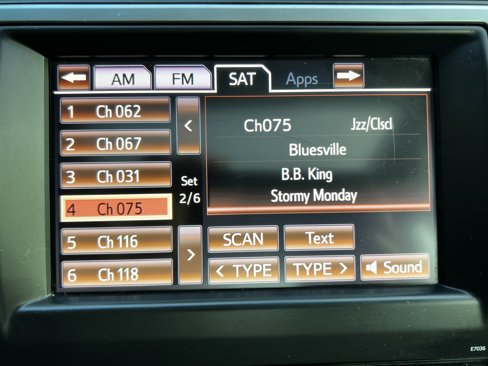 AM FM SAT Apps
1 Ch 062
2 Ch 067
3 Ch 031
4 Ch 075
5 Ch 116
6 Ch 118
<
Set
2/6
>
Ch075 Jzz/Clscl
Bluesville
B.B. King
Stormy Monday
SCAN Text
< TYPE TYPE > Sound
E7036